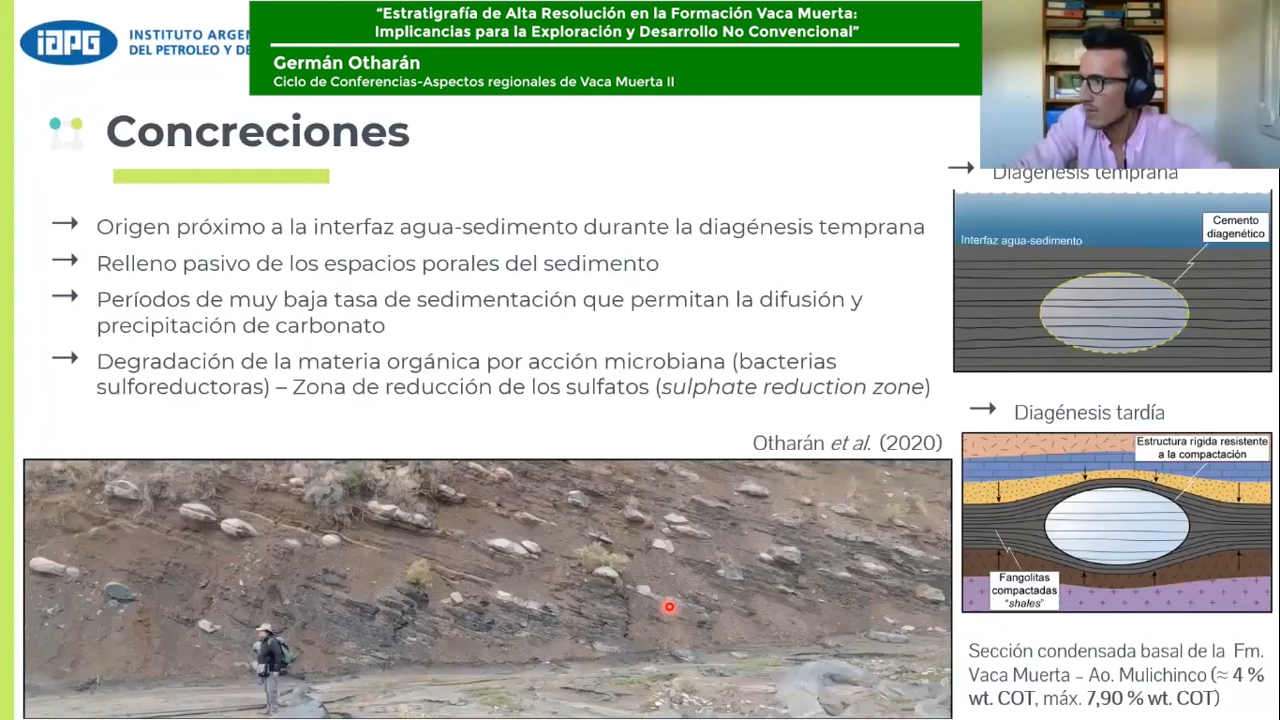 IAPG
INSTITUTO ARGEN
DEL PETROLEO Y DE
“Estratigrafía de Alta Resolución en la Formación Vaca Muerta:
Implicancias para la Exploración y Desarrollo No Convencional”
Germán Otharán
Ciclo de Conferencias-Aspectos regionales de Vaca Muerta II
Concreciones
→ Origen próximo a la interfaz agua-sedimento durante la diagénesis temprana
→ Relleno pasivo de los espacios porales del sedimento
→ Períodos de muy baja tasa de sedimentación que permitan la difusión y
precipitación de carbonato
→ Degradación de la materia orgánica por acción microbiana (bacterias
sulforeductoras) – Zona de reducción de los sulfatos (sulphate reduction zone)
Otharán et al. (2020)
→ Diagénesis temprana
Cemento
diagenético
Interfaz agua-sedimento
→ Diagénesis tardía
Estructura rígida resistente
a la compactación
Fangolitas
compactadas
“shales”
Sección condensada basal de la Fm.
Vaca Muerta – Ao. Mulichinco (≈ 4 %
wt. COT, máx. 7,90 % wt. COT)